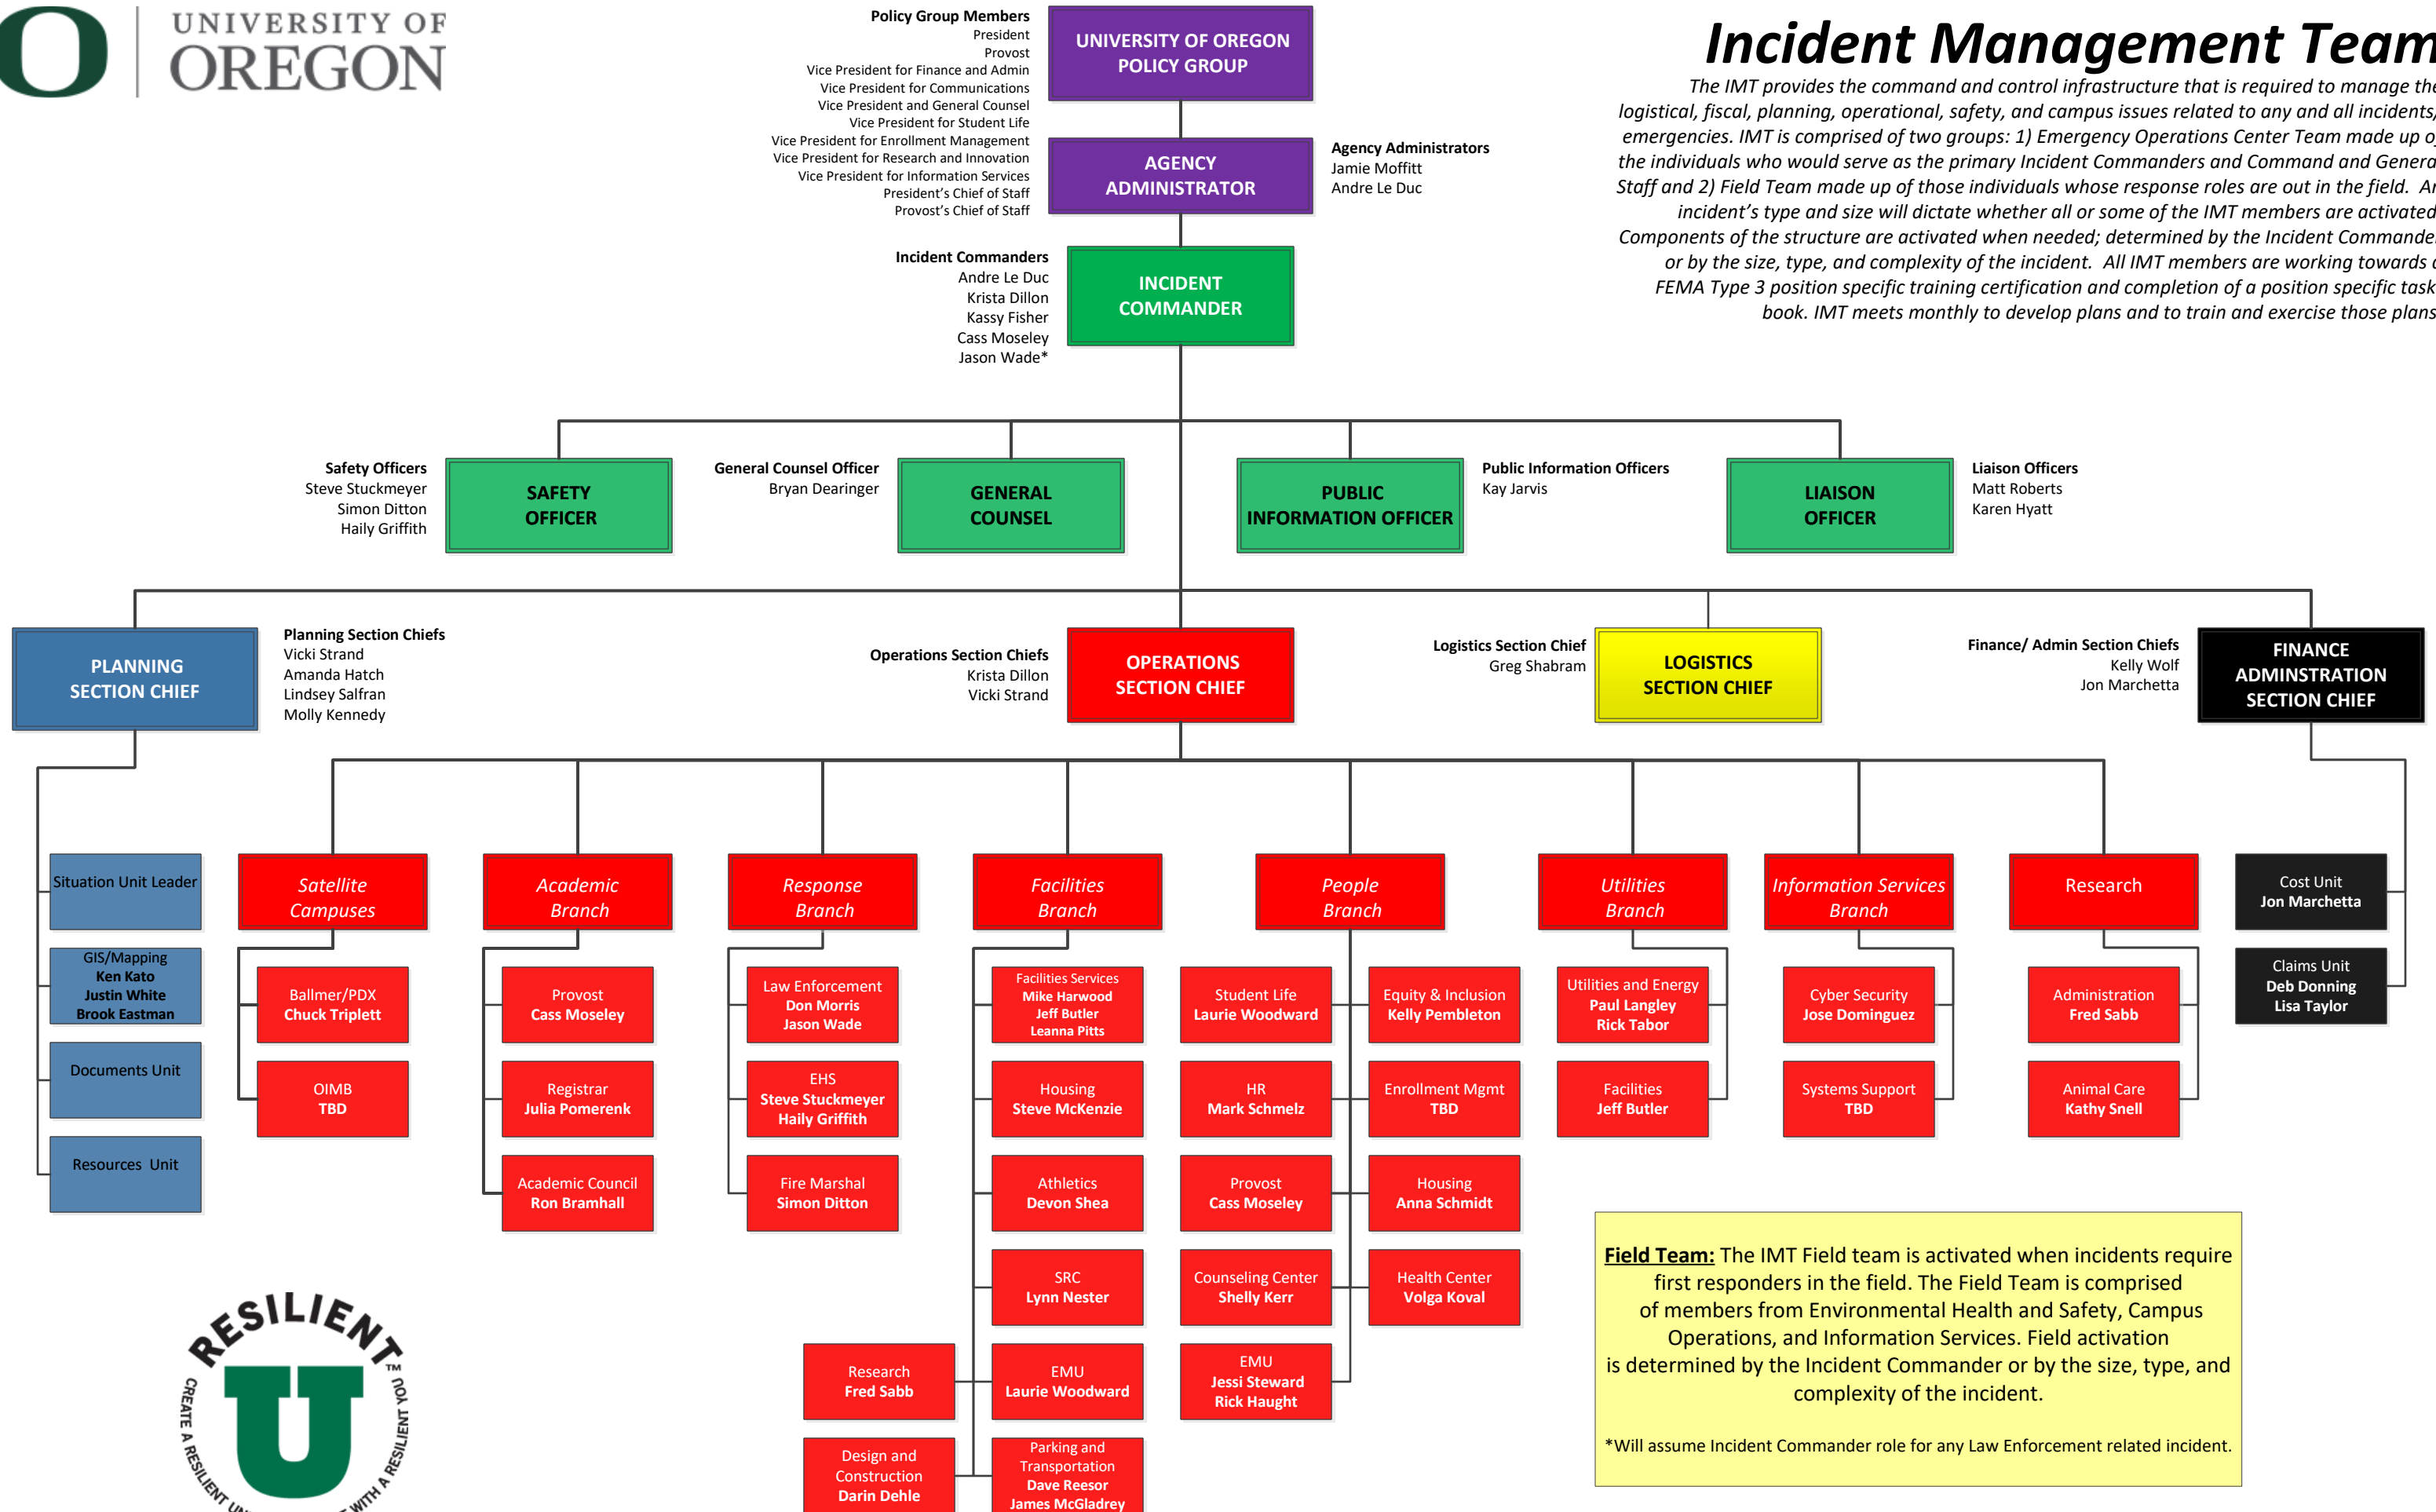 UNIVERSITY OF
OREGON
Policy Group Members
President
Provost
Vice President for Finance and Admin
Vice President for Communications
Vice President and General Counsel
Vice President for Student Life
Vice President for Enrollment Management
Vice President for Research and Innovation
Vice President for Information Services
President's Chief of Staff
Provost's Chief of Staff
UNIVERSITY OF OREGON
POLICY GROUP
AGENCY
ADMINISTRATOR
Agency Administrators
Jamie Moffitt
Andre Le Duc
Incident Management Team
The IMT provides the command and control infrastructure that is required to manage the
logistical, fiscal, planning, operational, safety, and campus issues related to any and all incidents/
emergencies. IMT is comprised of two groups: 1) Emergency Operations Center Team made up of
the individuals who would serve as the primary Incident Commanders and Command and General
Staff and 2) Field Team made up of those individuals whose response roles are out in the field. An
incident's type and size will dictate whether all or some of the IMT members are activated.
Components of the structure are activated when needed; determined by the Incident Commander
or by the size, type, and complexity of the incident. All IMT members are working towards a
FEMA Type 3 position specific training certification and completion of a position specific task
book. IMT meets monthly to develop plans and to train and exercise those plans
Incident Commanders
Andre Le Duc
Krista Dillon
Kassy Fisher
Cass Moseley
Jason Wade*
INCIDENT
COMMANDER
Safety Officers
Steve Stuckmeyer
Simon Ditton
Haily Griffith
SAFETY
OFFICER
General Counsel Officer
Bryan Dearinger
GENERAL
COUNSEL
PUBLIC
INFORMATION OFFICER
Public Information Officers
Kay Jarvis
LIAISON
OFFICER
Liaison Officers
Matt Roberts
Karen Hyatt
PLANNING
SECTION CHIEF
Planning Section Chiefs
Vicki Strand
Amanda Hatch
Lindsey Salfran
Molly Kennedy
Operations Section Chiefs
Krista Dillon
Vicki Strand
OPERATIONS
SECTION CHIEF
Logistics Section Chief
Greg Shabram
LOGISTICS
SECTION CHIEF
Finance/ Admin Section Chiefs
Kelly Wolf
Jon Marchetta
FINANCE
ADMINSTRATION
SECTION CHIEF
Situation Unit Leader
GIS/Mapping
Ken Kato
Justin White
Brook Eastman
Documents Unit
Resources Unit
Satellite
Campuses
Ballmer/PDX
Chuck Triplett
OIMB
TBD
Academic
Branch
Provost
Cass Moseley
Registrar
Julia Pomerenk
Academic Council
Ron Bramhall
Response
Branch
Law Enforcement
Don Morris
Jason Wade
EHS
Steve Stuckmeyer
Haily Griffith
Fire Marshal
Simon Ditton
Facilities
Branch
Facilities Services
Mike Harwood
Jeff Butler
Leanna Pitts
Housing
Steve McKenzie
Athletics
Devon Shea
SRC
Lynn Nester
Research
Fred Sabb
EMU
Laurie Woodward
Design and
Construction
Darin Dehle
Parking and
Transportation
Dave Reesor
James McGladrey
People
Branch
Student Life
Laurie Woodward
Equity & Inclusion
Kelly Pembleton
HR
Mark Schmelz
Enrollment Mgmt
TBD
Provost
Cass Moseley
Housing
Anna Schmidt
Counseling Center
Shelly Kerr
Health Center
Volga Koval
EMU
Jessi Steward
Rick Haught
Utilities
Branch
Utilities and Energy
Paul Langley
Rick Tabor
Facilities
Jeff Butler
Information Services
Branch
Cyber Security
Jose Dominguez
Systems Support
TBD
Research
Administration
Fred Sabb
Animal Care
Kathy Snell
Cost Unit
Jon Marchetta
Claims Unit
Deb Donning
Lisa Taylor
Field Team: The IMT Field team is activated when incidents require
first responders in the field. The Field Team is comprised
of members from Environmental Health and Safety, Campus
Operations, and Information Services. Field activation
is determined by the Incident Commander or by the size, type, and
complexity of the incident.
*Will assume Incident Commander role for any Law Enforcement related incident.
RESILIENT
U
TM
CREATE A RESILIENT
WITH A RESILIENT YOU